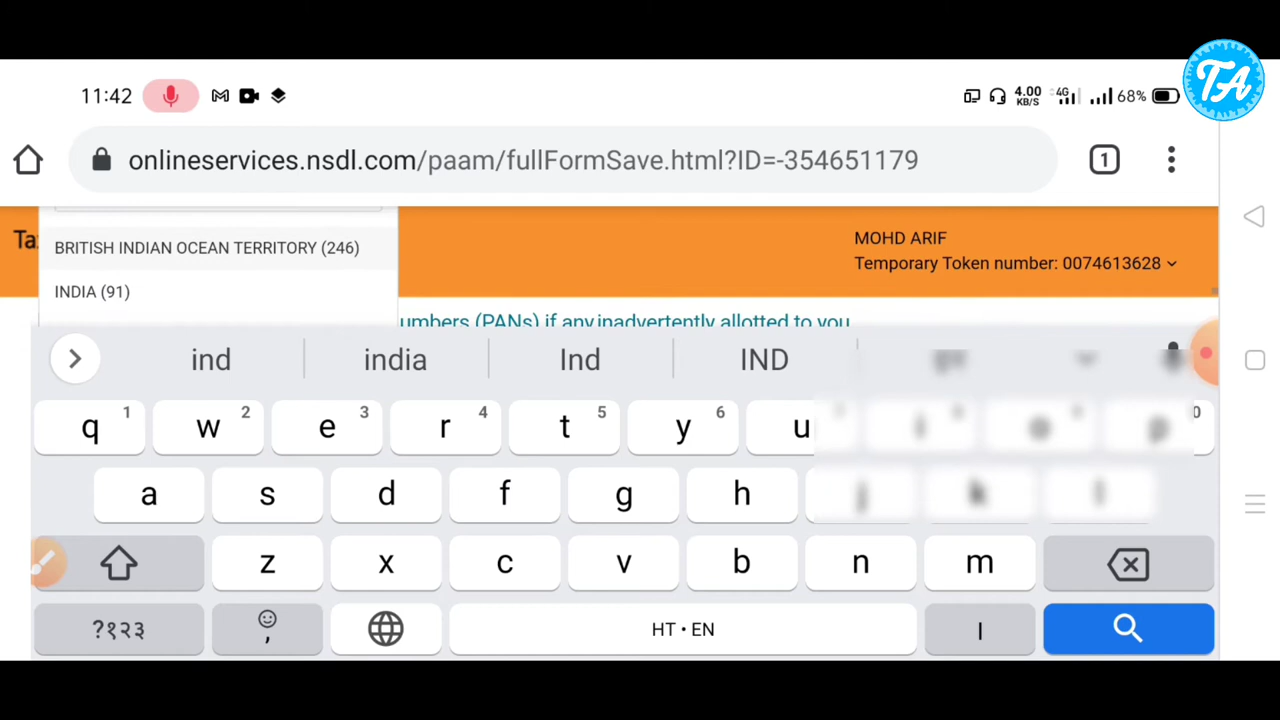 TA
11:42
4.00 KB/S 4G 68%
onlineservices.nsdl.com/paam/fullFormSave.html?ID=-354651179
1
Ta
BRITISH INDIAN OCEAN TERRITORY (246)
INDIA (91)
MOHD ARIF
Temporary Token number: 0074613628
umbers (PANs) if any inadvertently allotted to you
ind india Ind IND
1 2 3 4 5 6 0
q w e r t y u
a s d f g h
z x c v b n m
?१२३ , HT • EN ।